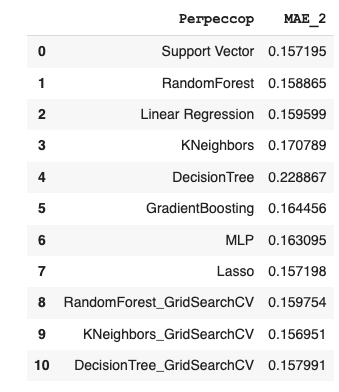 Perpeccop MAE_2
0 Support Vector 0.157195
1 RandomForest 0.158865
2 Linear Regression 0.159599
3 KNeighbors 0.170789
4 DecisionTree 0.228867
5 GradientBoosting 0.164456
6 MLP 0.163095
7 Lasso 0.157198
8 RandomForest_GridSearchCV 0.159754
9 KNeighbors_GridSearchCV 0.156951
10 DecisionTree_GridSearchCV 0.157991